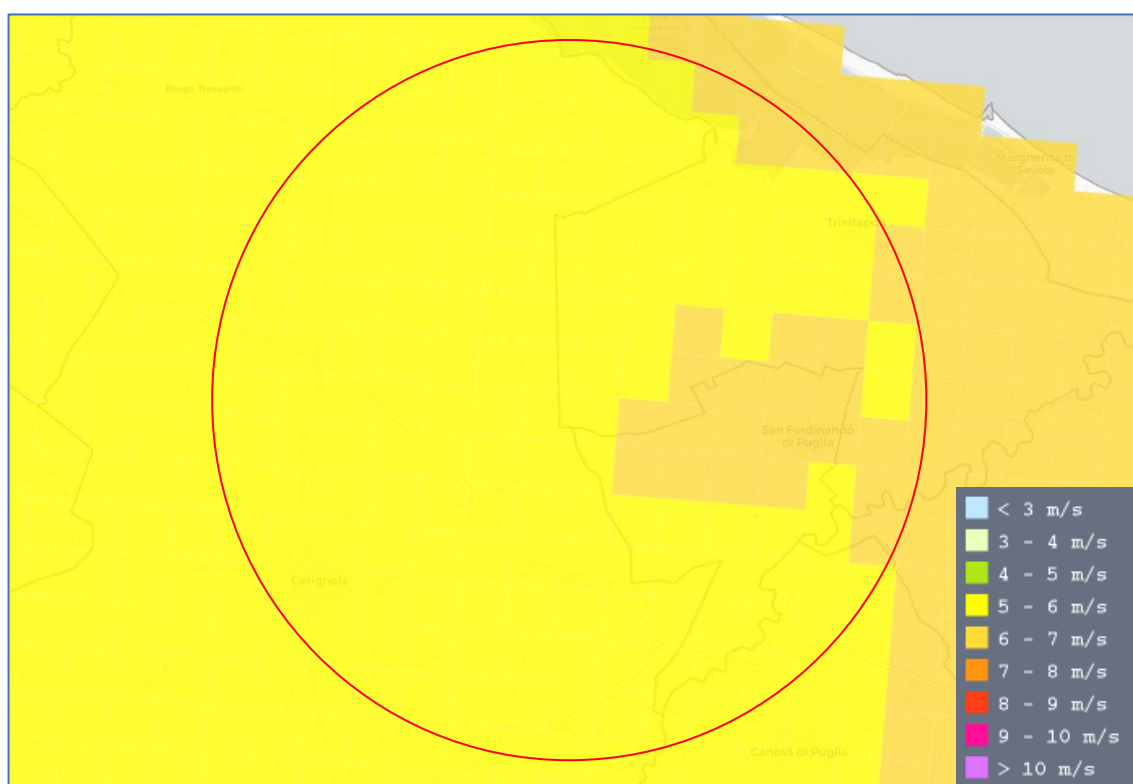 Borgo Tressanti
Margherita di
Savoia
Trinitapoli
San Ferdinando
di Puglia
Cerignola
Canosa di Puglia
< 3 m/s
3 - 4 m/s
4 - 5 m/s
5 - 6 m/s
6 - 7 m/s
7 - 8 m/s
8 - 9 m/s
9 - 10 m/s
> 10 m/s